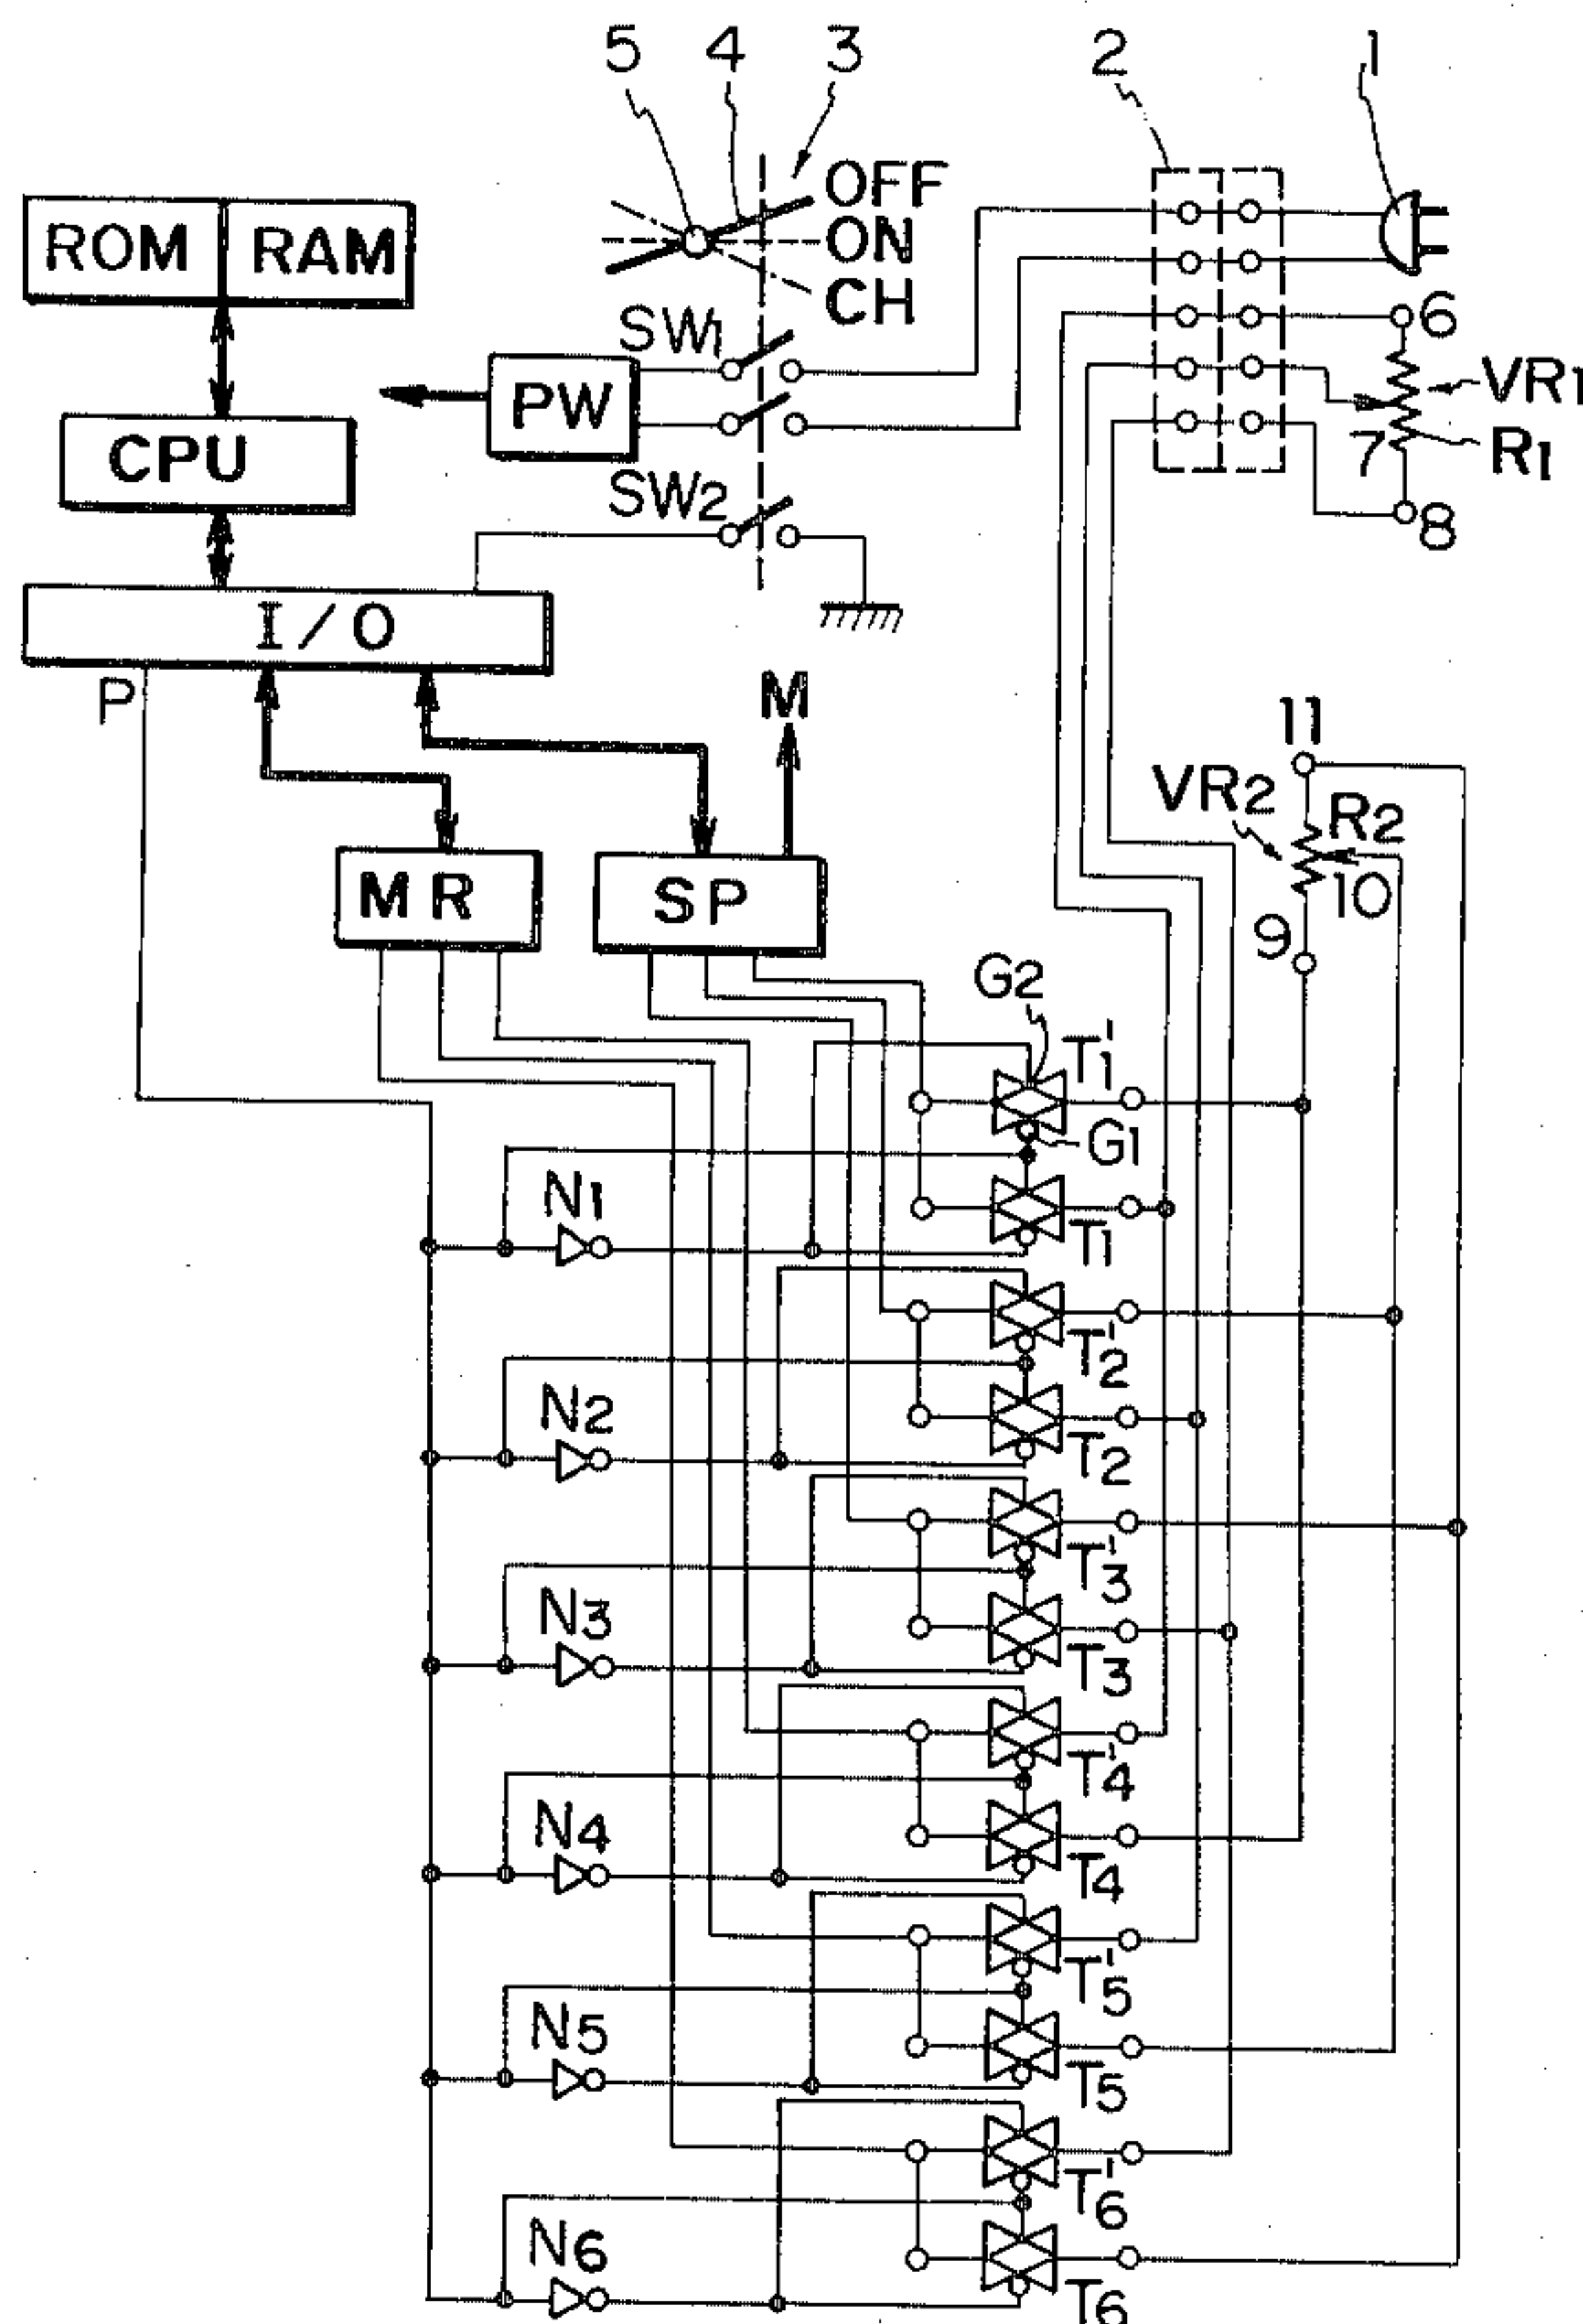 5 4 3 2 1
OFF
ROM RAM ON
CH
SW1 6
PW VR1
CPU 7 R1
SW2 8
I/O
P M 11
VR2 R2
MR SP 10
9
G2
T1'
G1
N1 T1
T2'
N2 T2
T3'
N3 T3
T4'
N4 T4
T5'
N5 T5
T6'
N6 T6